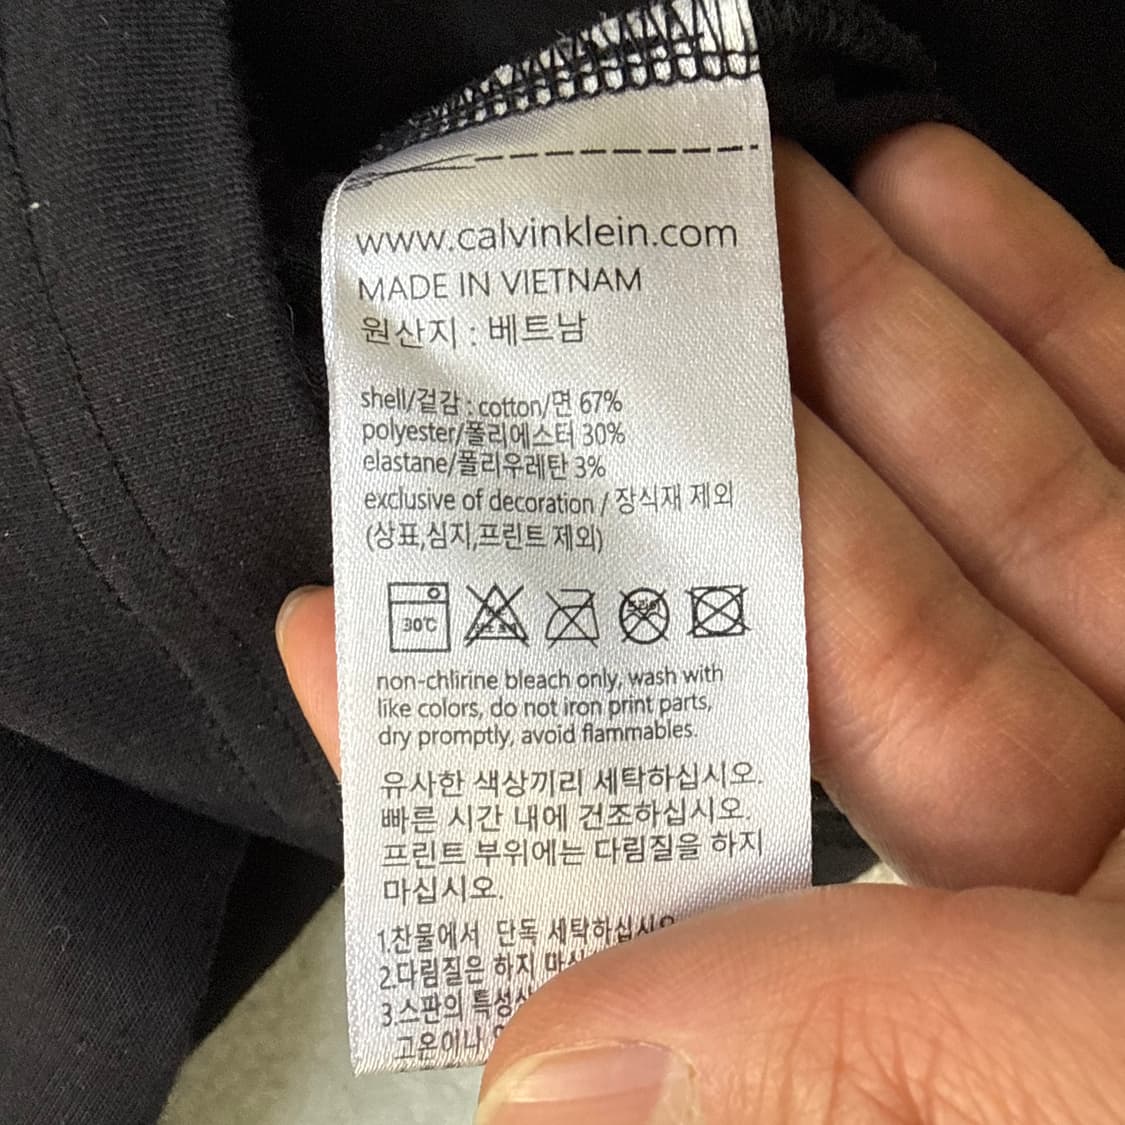 www.calvinklein.com
MADE IN VIETNAM
원산지 : 베트남
shell/겉감 : cotton/면 67%
polyester/폴리에스터 30%
elastane/폴리우레탄 3%
exclusive of decoration / 장식재 제외
(상표,심지,프린트 제외)
30℃
non-chlirine bleach only, wash with
like colors, do not iron print parts,
dry promptly, avoid flammables.
유사한 색상끼리 세탁하십시오.
빠른 시간 내에 건조하십시오.
프린트 부위에는 다림질을 하지
마십시오.
1.찬물에서 단독 세탁하십시오
2.다림질은 하지
3.스판의
고온이나